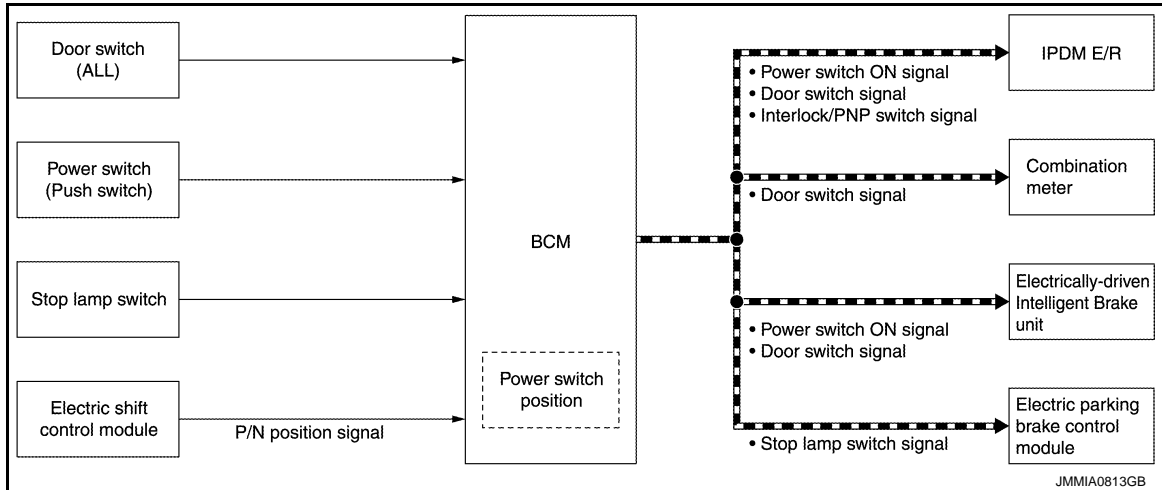 Door switch
(ALL)
Power switch
(Push switch)
Stop lamp switch
Electric shift
control module
P/N position signal
BCM
Power switch
position
• Power switch ON signal
• Door switch signal
• Interlock/PNP switch signal
• Door switch signal
• Power switch ON signal
• Door switch signal
• Stop lamp switch signal
IPDM E/R
Combination
meter
Electrically-driven
Intelligent Brake
unit
Electric parking
brake control
module
JMMIA0813GB